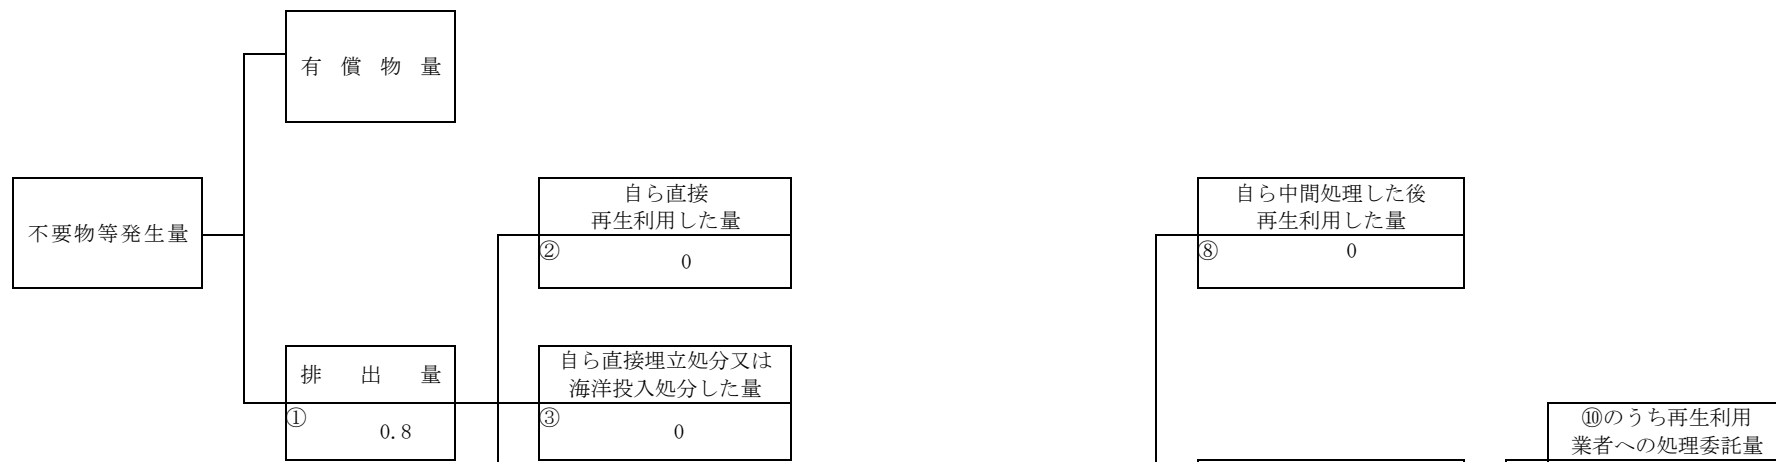 有償物量
不要物等発生量
自ら直接
再生利用した量
② 0
自ら中間処理した後
再生利用した量
⑧ 0
排出量
① 0.8
自ら直接埋立処分又は
海洋投入処分した量
③ 0
⑩のうち再生利用
業者への処理委託量